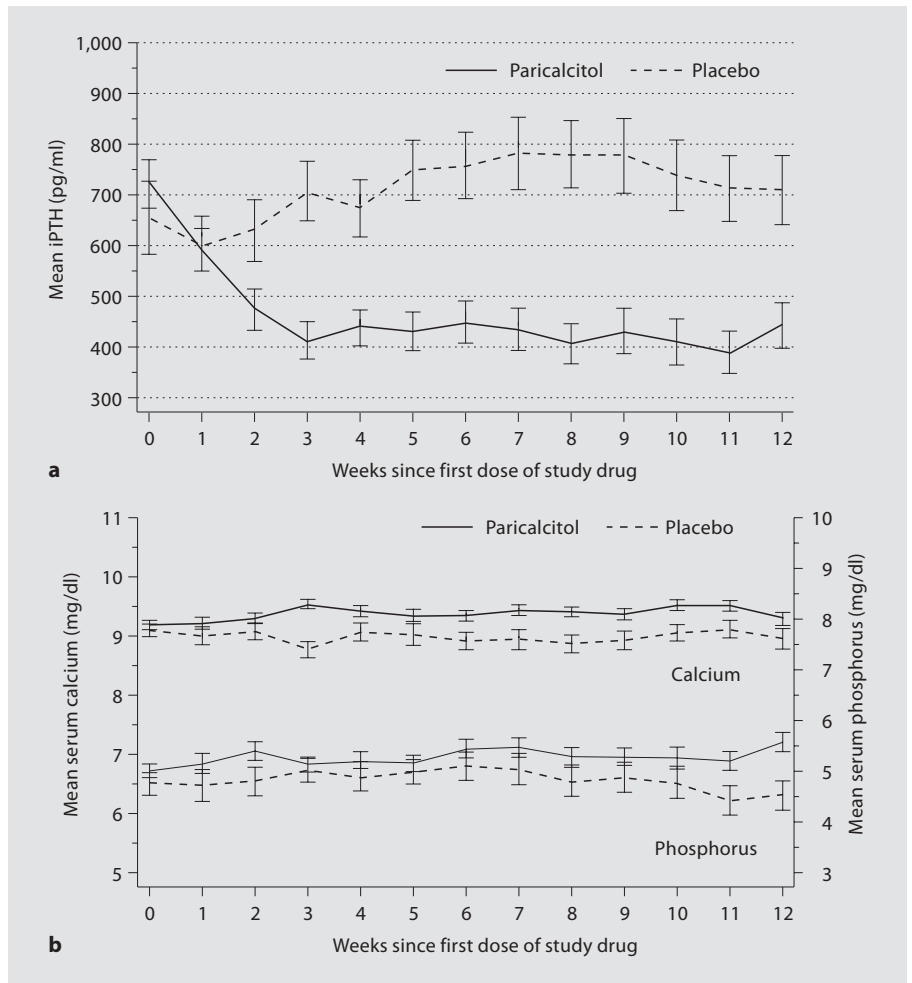 1,000
900
800
700
600
500
400
300
Mean iPTH (pg/ml)
Paricalcitol
Placebo
0 1 2 3 4 5 6 7 8 9 10 11 12
Weeks since first dose of study drug
a
11
10
9
8
7
6
5
Mean serum calcium (mg/dl)
Paricalcitol
Placebo
Calcium
Phosphorus
10
9
8
7
6
5
4
3
Mean serum phosphorus (mg/dl)
0 1 2 3 4 5 6 7 8 9 10 11 12
Weeks since first dose of study drug
b